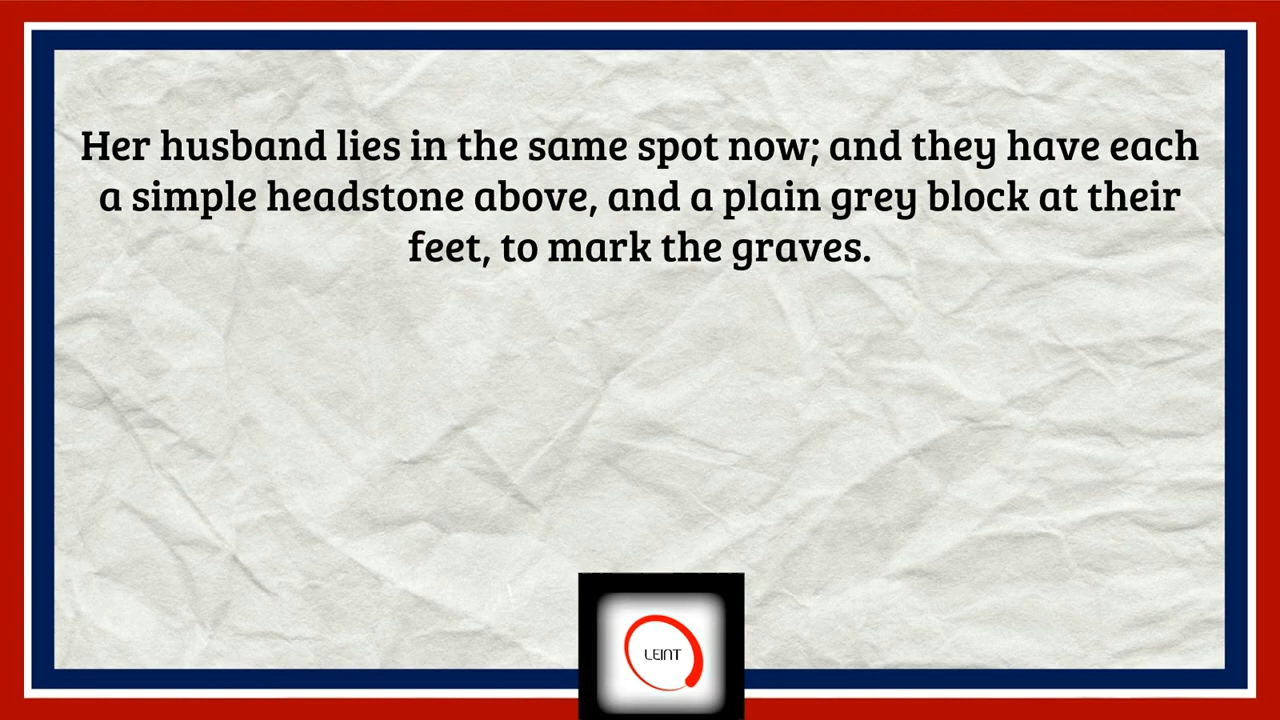 Her husband lies in the same spot now; and they have each
a simple headstone above, and a plain grey block at their
feet, to mark the graves.
LEINT